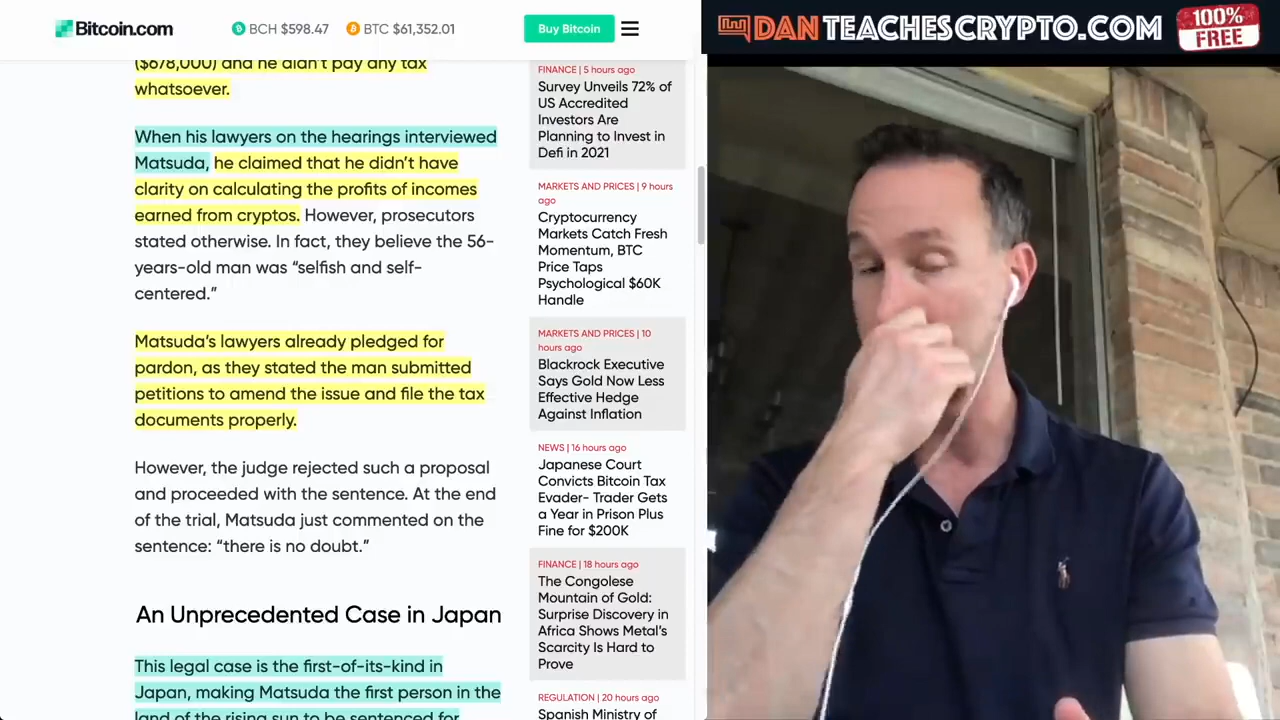 Bitcoin.com
BCH $598.47
BTC $61,352.01
Buy Bitcoin
DANTEACHESCRYPTO.COM
100%
FREE
($678,000) and he didn't pay any tax
whatsoever.
When his lawyers on the hearings interviewed
Matsuda, he claimed that he didn't have
clarity on calculating the profits of incomes
earned from cryptos. However, prosecutors
stated otherwise. In fact, they believe the 56-
years-old man was “selfish and self-
centered.”
Matsuda's lawyers already pledged for
pardon, as they stated the man submitted
petitions to amend the issue and file the tax
documents properly.
However, the judge rejected such a proposal
and proceeded with the sentence. At the end
of the trial, Matsuda just commented on the
sentence: “there is no doubt.”
An Unprecedented Case in Japan
This legal case is the first-of-its-kind in
Japan, making Matsuda the first person in the
land of the rising sun to be sentenced for
FINANCE | 5 hours ago
Survey Unveils 72% of
US Accredited
Investors Are
Planning to Invest in
Defi in 2021
MARKETS AND PRICES | 9 hours
ago
Cryptocurrency
Markets Catch Fresh
Momentum, BTC
Price Taps
Psychological $60K
Handle
MARKETS AND PRICES | 10
hours ago
Blackrock Executive
Says Gold Now Less
Effective Hedge
Against Inflation
NEWS | 16 hours ago
Japanese Court
Convicts Bitcoin Tax
Evader- Trader Gets
a Year in Prison Plus
Fine for $200K
FINANCE | 18 hours ago
The Congolese
Mountain of Gold:
Surprise Discovery in
Africa Shows Metal's
Scarcity Is Hard to
Prove
REGULATION | 20 hours ago
Spanish Ministry of